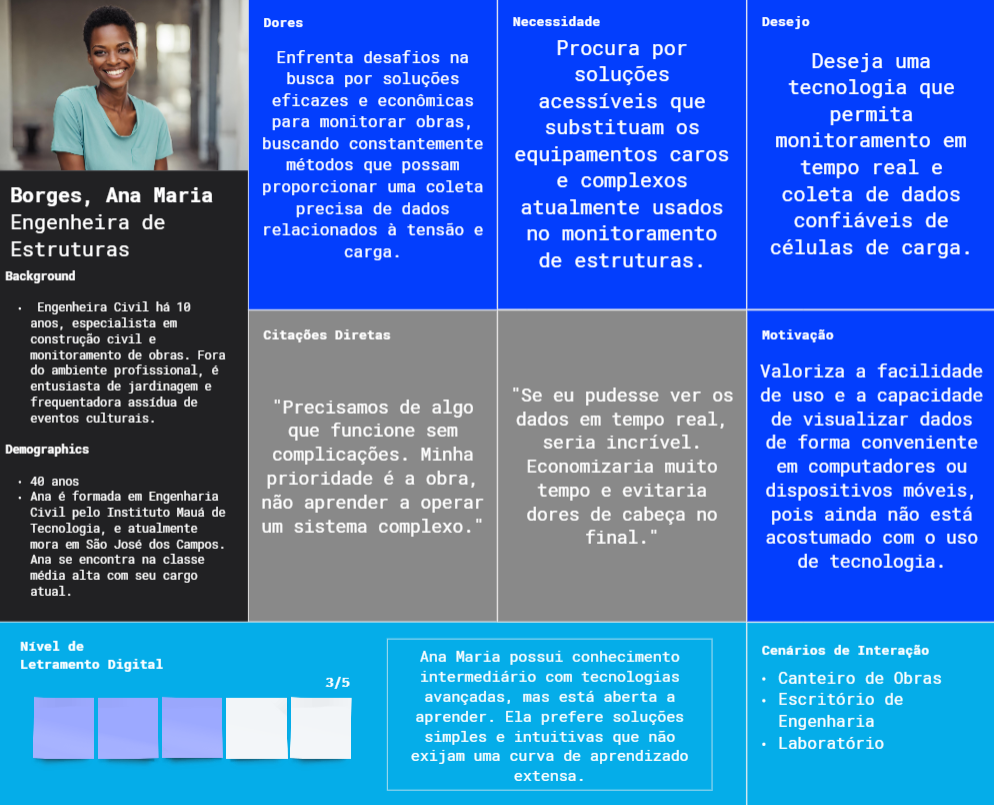 Borges, Ana Maria
Engenheira de
Estruturas
Background
• Engenheira Civil há 10
anos, especialista em
construção civil e
monitoramento de obras. Fora
do ambiente profissional, é
entusiasta de jardinagem e
frequentadora assídua de
eventos culturais.
Demographics
• 40 anos
• Ana é formada em Engenharia
Civil pelo Instituto Mauá de
Tecnologia, e atualmente
mora em São José dos Campos.
Ana se encontra na classe
média alta com seu cargo
atual.
Dores
Enfrenta desafios na
busca por soluções
eficazes e econômicas
para monitorar obras,
buscando constantemente
métodos que possam
proporcionar uma coleta
precisa de dados
relacionados à tensão e
carga.
Necessidade
Procura por
soluções
acessíveis que
substituam os
equipamentos caros
e complexos
atualmente usados
no monitoramento
de estruturas.
Desejo
Deseja uma
tecnologia que
permita
monitoramento em
tempo real e
coleta de dados
confiáveis de
células de carga.
Citações Diretas
"Precisamos de algo
que funcione sem
complicações. Minha
prioridade é a obra,
não aprender a operar
um sistema complexo."
"Se eu pudesse ver os
dados em tempo real,
seria incrível.
Economizaria muito
tempo e evitaria
dores de cabeça no
final."
Motivação
Valoriza a facilidade
de uso e a capacidade
de visualizar dados
de forma conveniente
em computadores ou
dispositivos móveis,
pois ainda não está
acostumado com o uso
de tecnologia.
Nível de
Letramento Digital
3/5
Ana Maria possui conhecimento
intermediário com tecnologias
avançadas, mas está aberta a
aprender. Ela prefere soluções
simples e intuitivas que não
exijam uma curva de aprendizado
extensa.
Cenários de Interação
• Canteiro de Obras
• Escritório de
Engenharia
• Laboratório